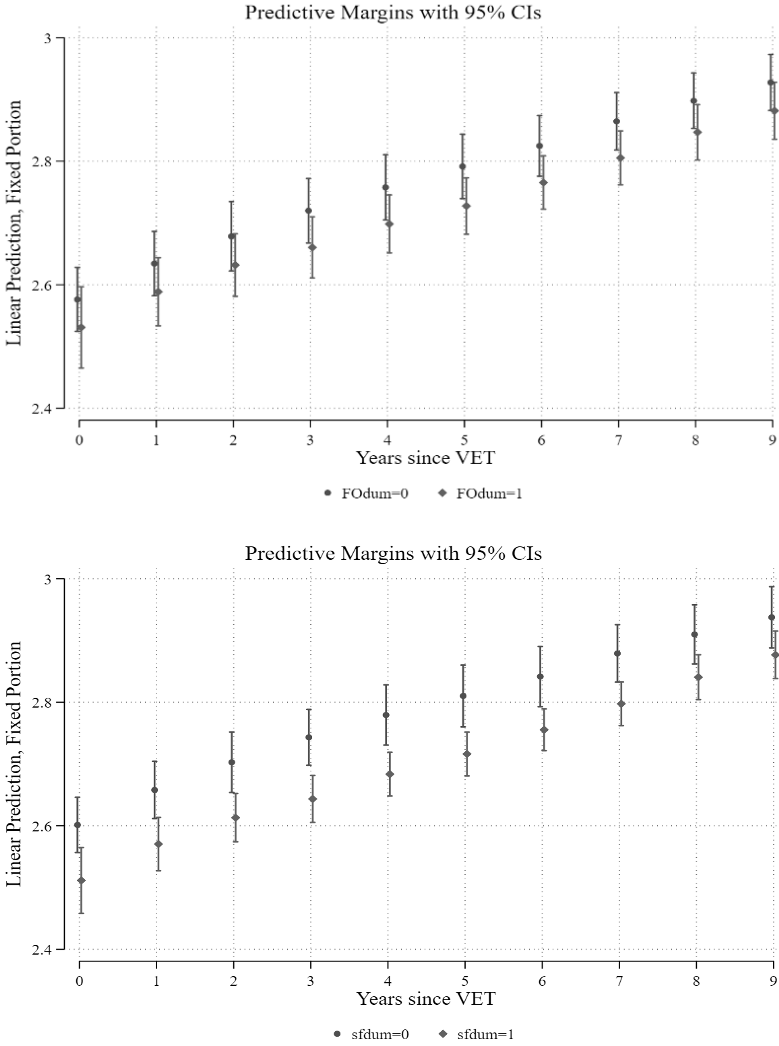 Predictive Margins with 95% CIs
3
2.8
2.6
2.4
Linear Prediction, Fixed Portion
0 1 2 3 4 5 6 7 8 9
Years since VET
FOdum=0 FOdum=1
Predictive Margins with 95% CIs
3
2.8
2.6
2.4
Linear Prediction, Fixed Portion
0 1 2 3 4 5 6 7 8 9
Years since VET
sfdum=0 sfdum=1